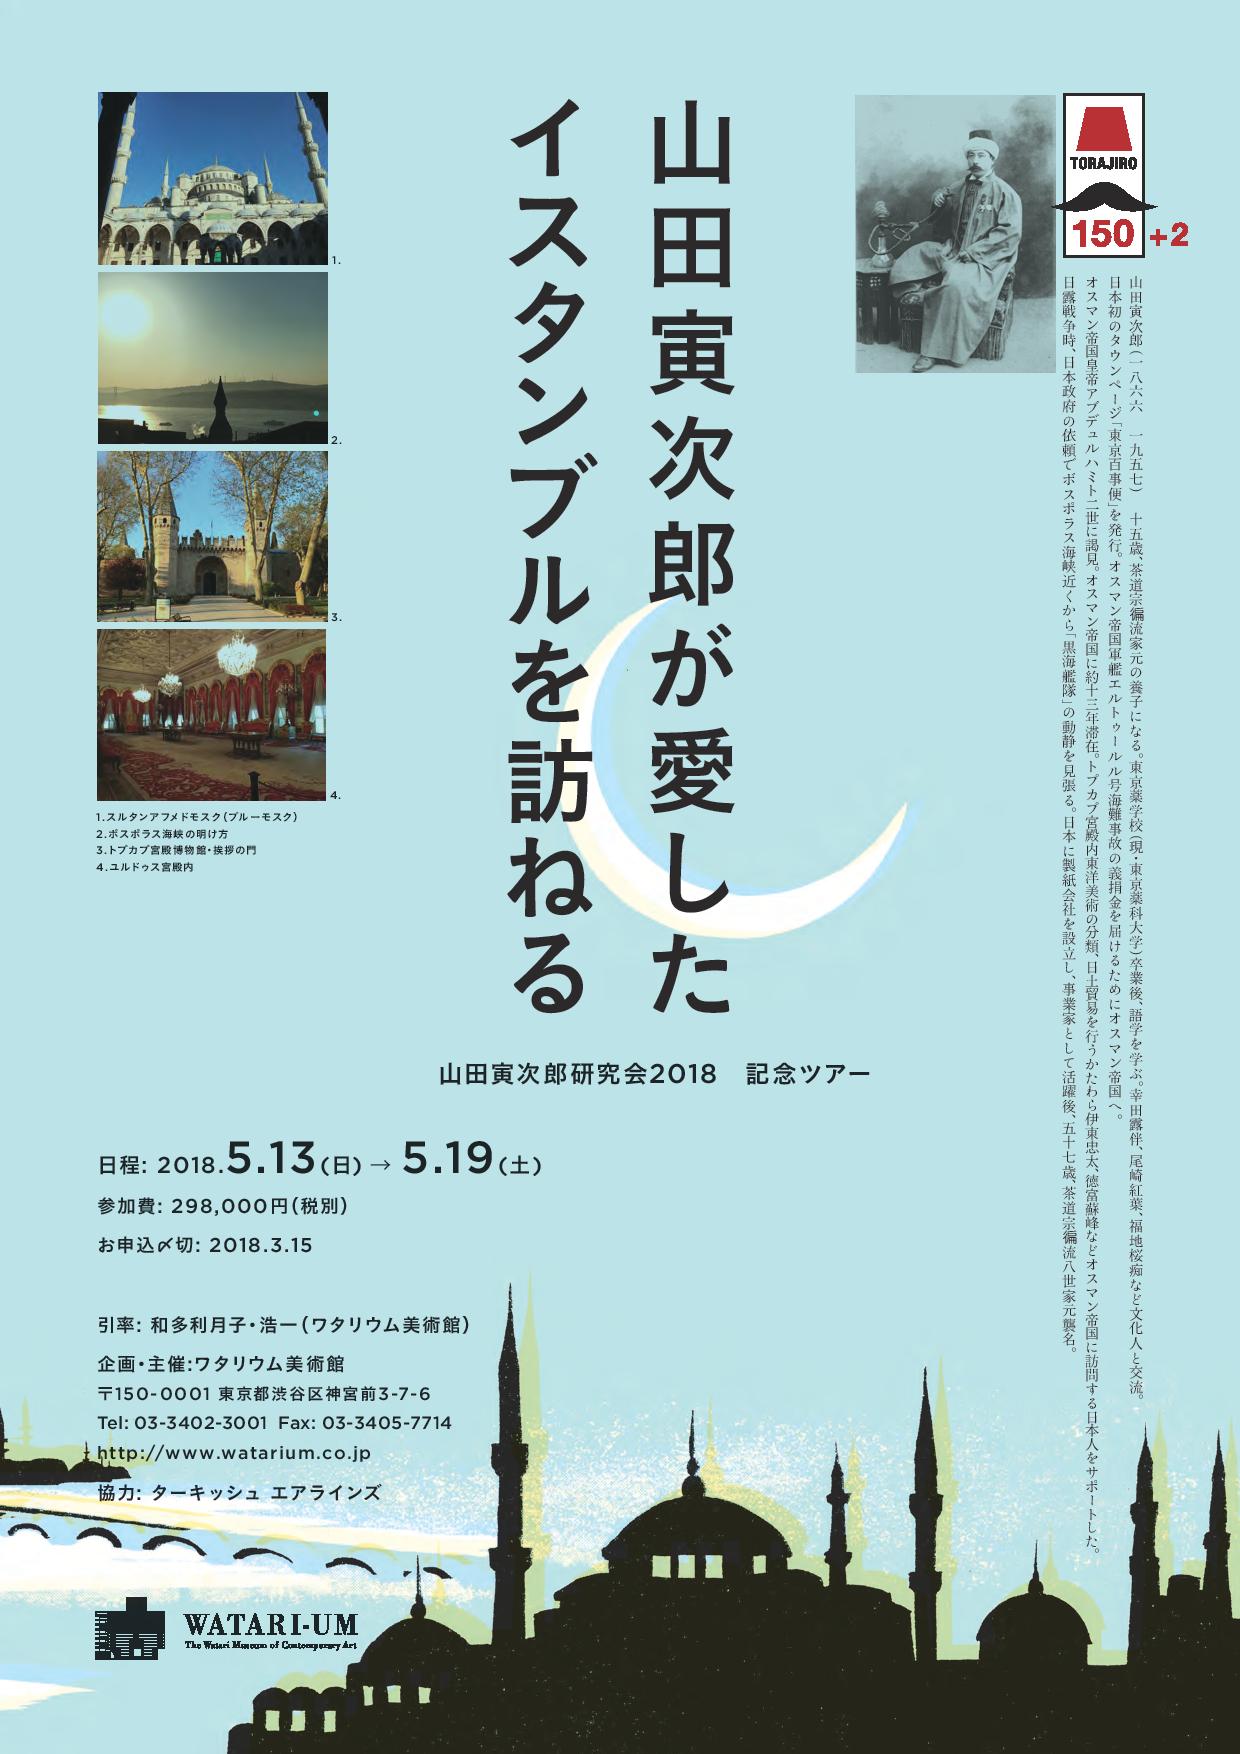 山田寅次郎が愛した
イスタンブルを訪ねる
山田寅次郎研究会2018　記念ツアー
TORAJIRO
150+2
山田寅次郎(一八六六　一九五七)　十五歳、茶道宗徧流家元の養子になる。東京薬学校(現・東京薬科大学)卒業後、語学を学ぶ。幸田露伴、尾崎紅葉、福地桜痴など文化人と交流。
日本初のタウンページ「東京百事便」を発行。オスマン帝国軍艦エルトゥールル号海難事故の義捐金を届けるためにオスマン帝国へ。
オスマン帝国皇帝アブデュルハミト二世に謁見。オスマン帝国に約十三年滞在。トプカプ宮殿内東洋美術の分類、日土貿易を行うかたわら伊東忠太、徳富蘇峰などオスマン帝国に訪問する日本人をサポートした。
日露戦争時、日本政府の依頼でボスポラス海峡近くから「黒海艦隊」の動静を見張る。日本に製紙会社を設立し、事業家として活躍後、五十七歳、茶道宗徧流八世家元襲名。
1.
2.
3.
4.
1.スルタンアフメドモスク(ブルーモスク)
2.ボスポラス海峡の明け方
3.トプカプ宮殿博物館・挨拶の門
4.ユルドゥス宮殿内
日程: 2018.5.13(日)→ 5.19(土)
参加費: 298,000円(税別)
お申込〆切: 2018.3.15
引率: 和多利月子・浩一(ワタリウム美術館)
企画・主催:ワタリウム美術館
〒150-0001 東京都渋谷区神宮前3-7-6
Tel: 03-3402-3001 Fax: 03-3405-7714
http://www.watarium.co.jp
協力: ターキッシュ エアラインズ
WATARI-UM
The Watari Museum of Contemporary Art